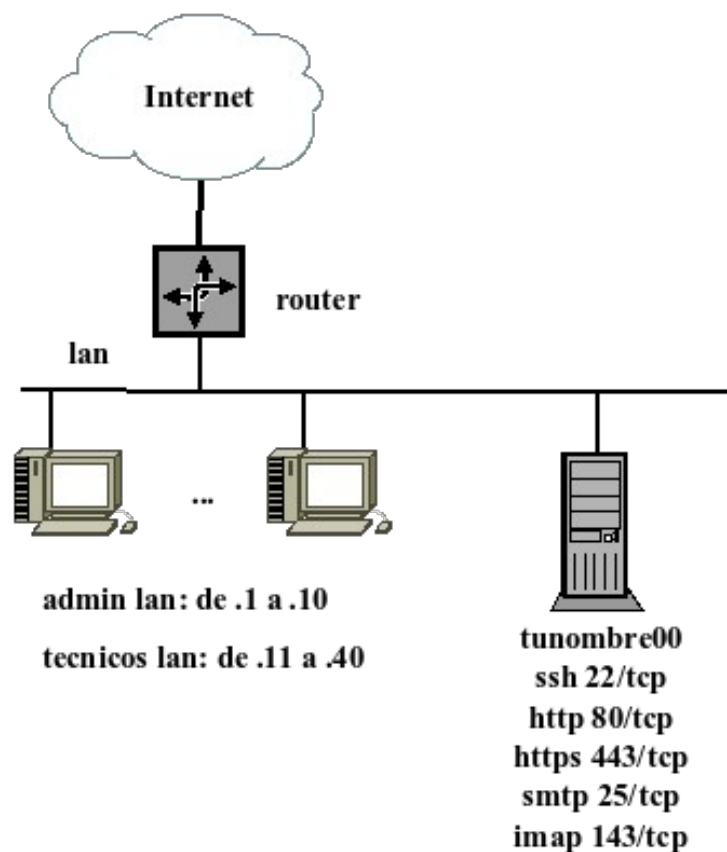 Internet
router
lan
...
admin lan: de .1 a .10
tecnicos lan: de .11 a .40
tunombre00
ssh 22/tcp
http 80/tcp
https 443/tcp
smtp 25/tcp
imap 143/tcp